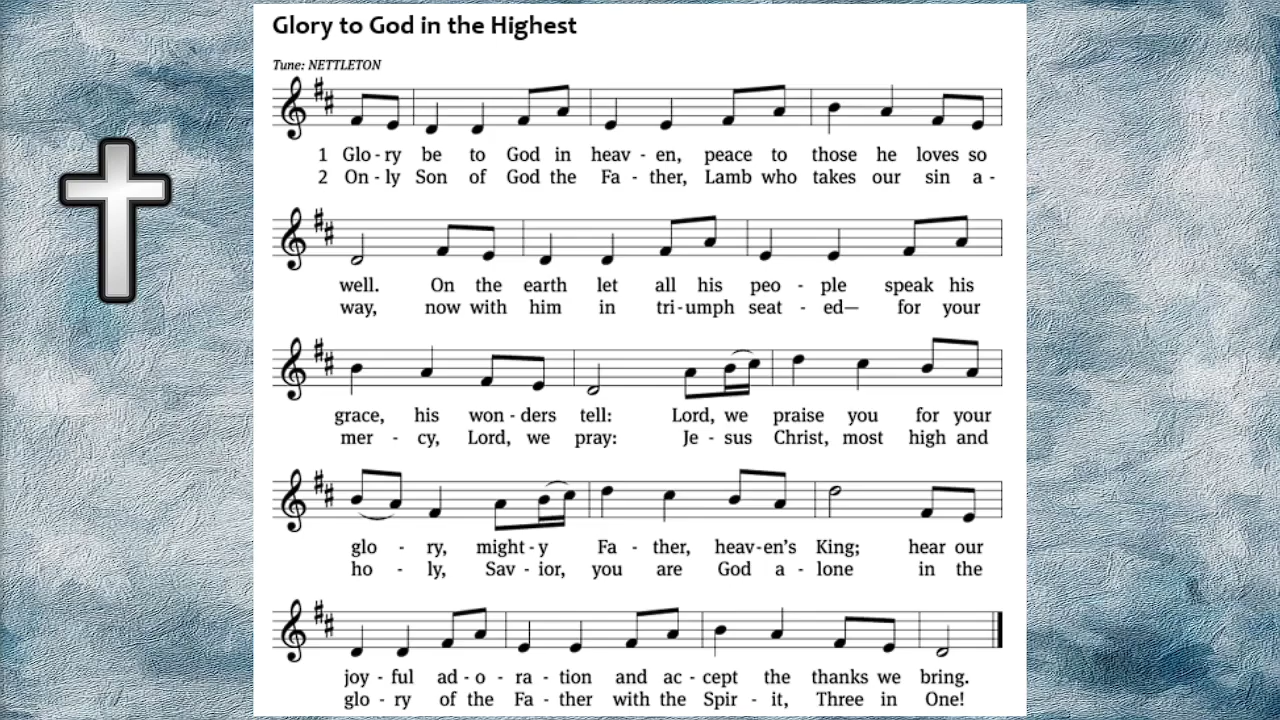 Glory to God in the Highest
Tune: NETTLETON
1 Glo - ry be to God in heav - en, peace to those he loves so
2 On - ly Son of God the Fa - ther, Lamb who takes our sin a -
well. On the earth let all his peo - ple speak his
way, now with him in tri - umph seat - ed— for your
grace, his won - ders tell: Lord, we praise you for your
mer - cy, Lord, we pray: Je - sus Christ, most high and
glo - ry, might - y Fa - ther, heav - en's King; hear our
ho - ly, Sav - ior, you are God a - lone in the
joy - ful ad - o - ra - tion and ac - cept the thanks we bring.
glo - ry of the Fa - ther with the Spir - it, Three in One!